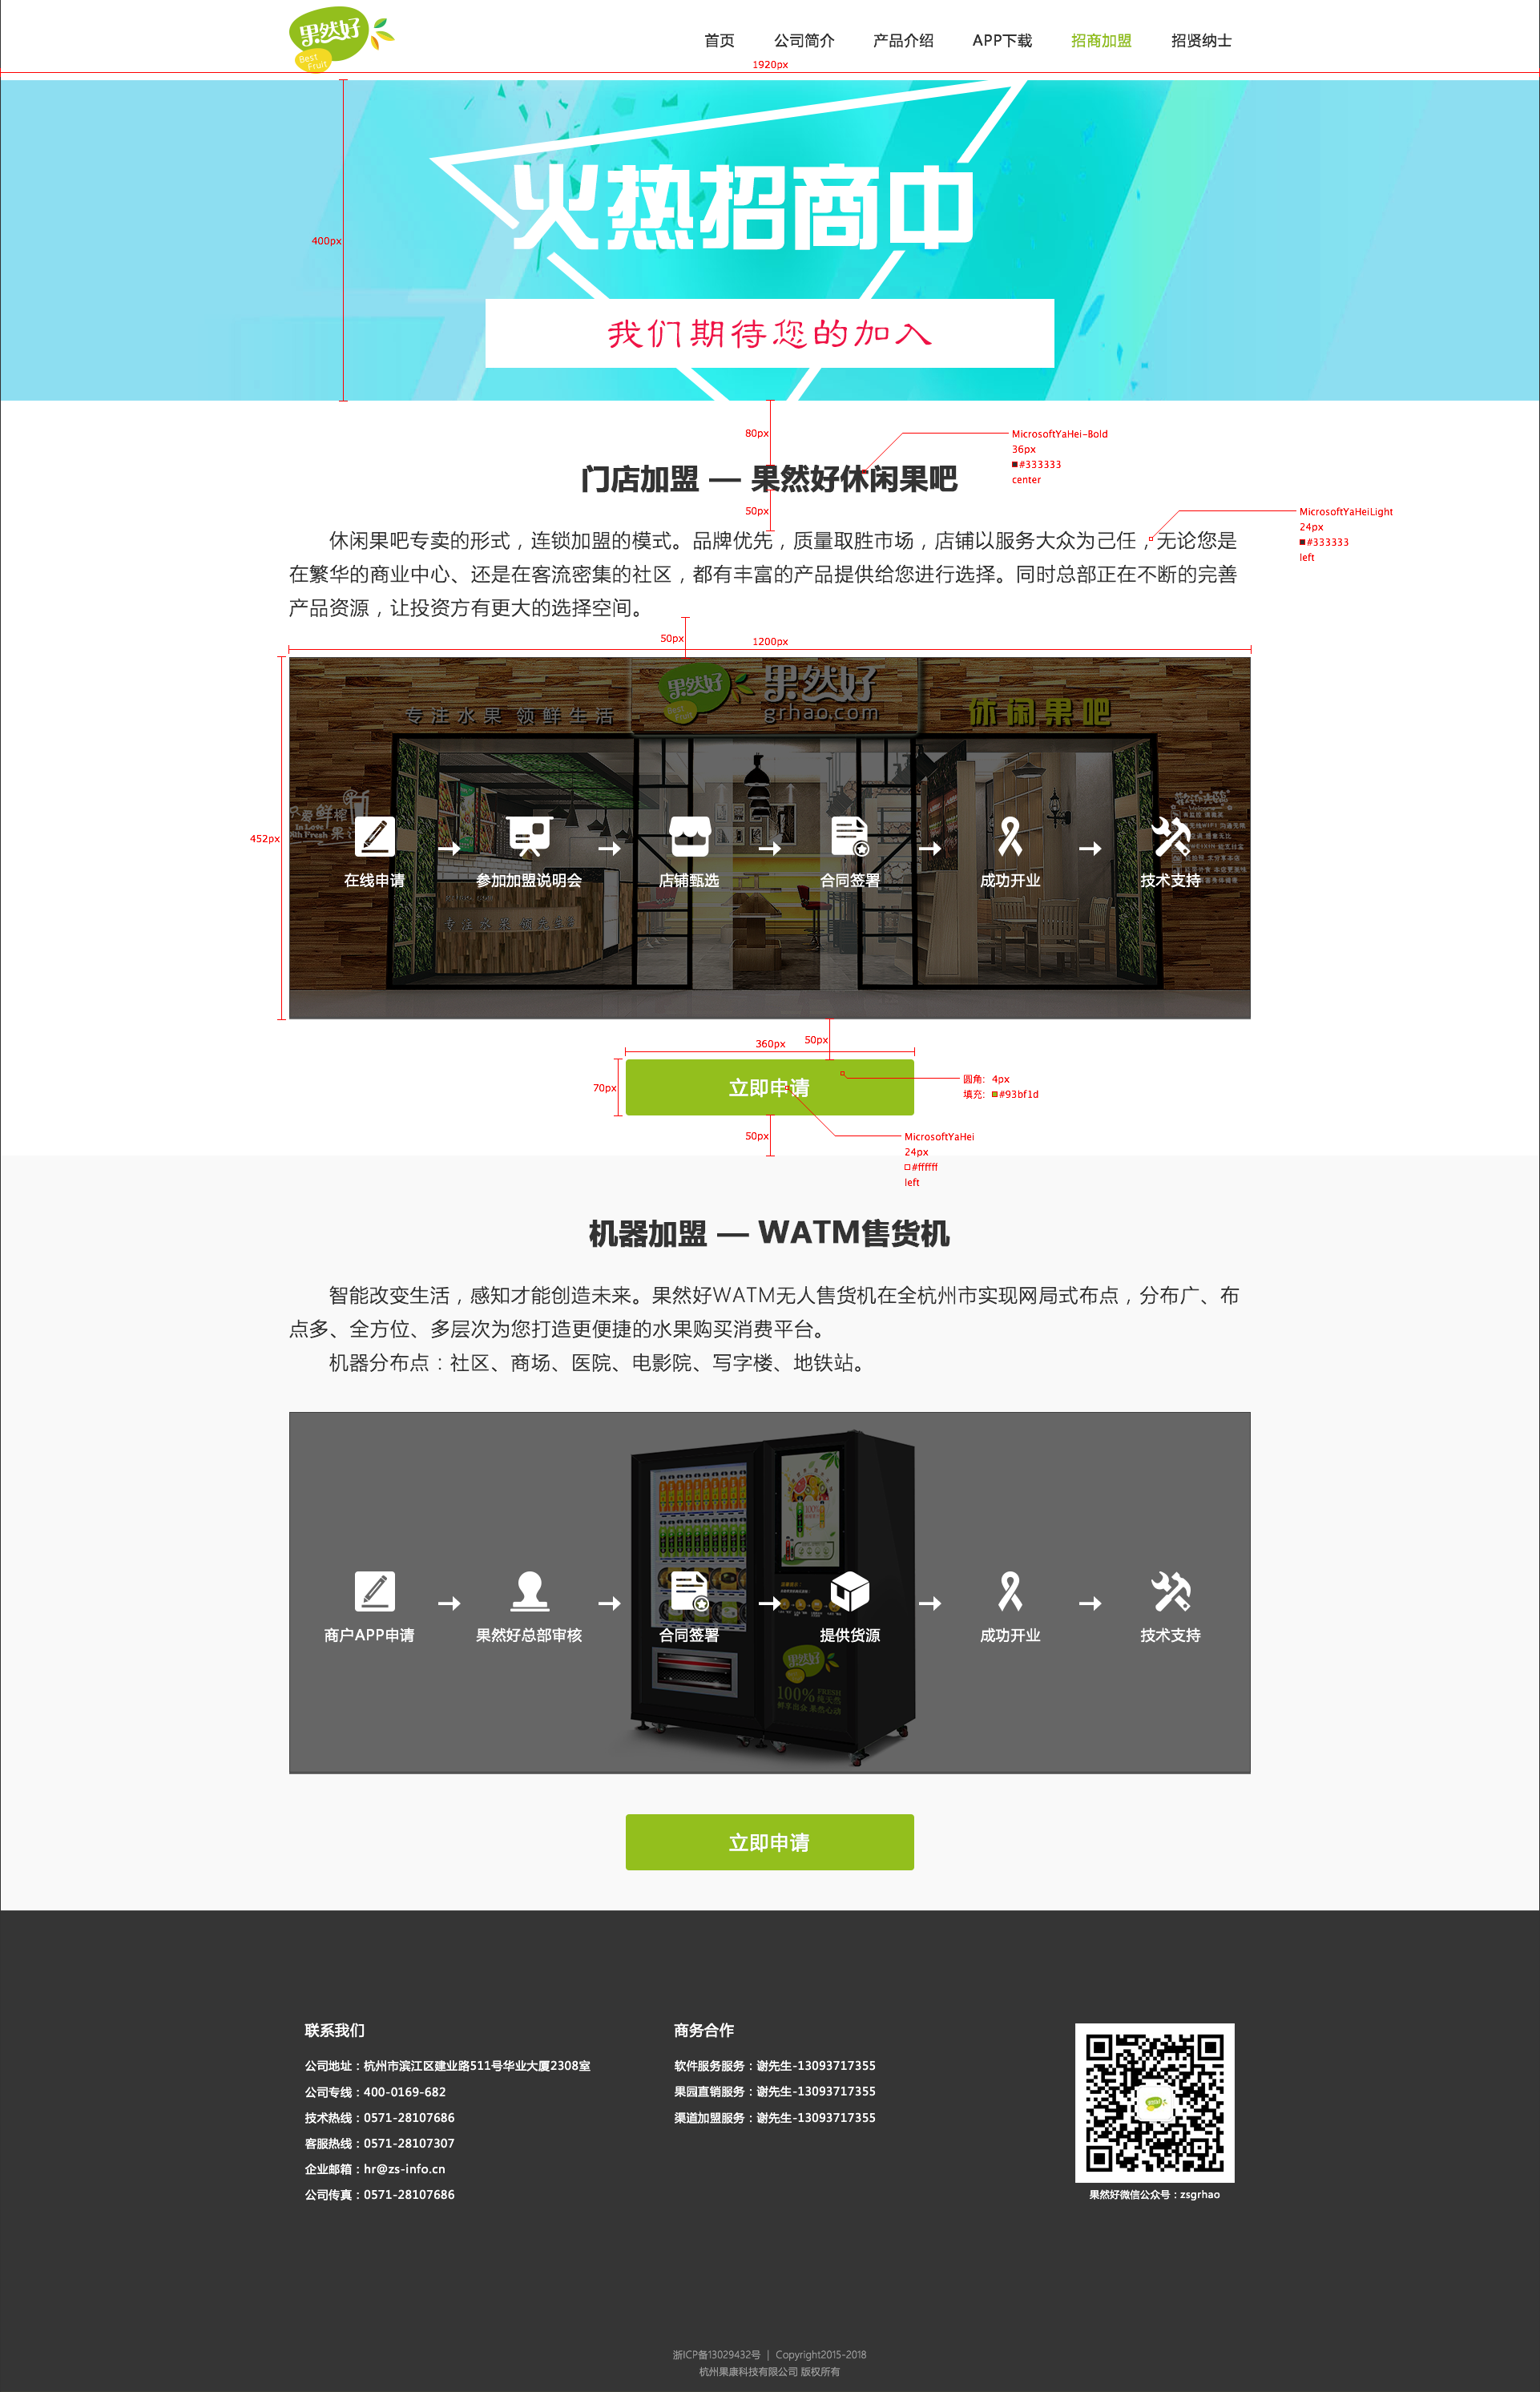 果然好
Best
Fruit
首页
公司简介
产品介绍
APP下载
招商加盟
招贤纳士
1920px
400px
火热招商中
我们期待您的加入
80px
MicrosoftYaHei-Bold
36px
#333333
center
门店加盟 — 果然好休闲果吧
50px
MicrosoftYaHeiLight
24px
#333333
left
休闲果吧专卖的形式，连锁加盟的模式。品牌优先，质量取胜市场，店铺以服务大众为己任，无论您是
在繁华的商业中心、还是在客流密集的社区，都有丰富的产品提供给您进行选择。同时总部正在不断的完善
产品资源，让投资方有更大的选择空间。
50px
1200px
452px
果然好
Best
Fruit
果然好
grhao.com
专注水果 领鲜生活
休闲果吧
在线申请
参加加盟说明会
店铺甄选
合同签署
成功开业
技术支持
专注水果 领鲜生活
50px
360px
70px
立即申请
圆角：4px
填充：#93bf1d
50px
MicrosoftYaHei
24px
#ffffff
left
机器加盟 — WATM售货机
智能改变生活，感知才能创造未来。果然好WATM无人售货机在全杭州市实现网局式布点，分布广、布
点多、全方位、多层次为您打造更便捷的水果购买消费平台。
机器分布点：社区、商场、医院、电影院、写字楼、地铁站。
商户APP申请
果然好总部审核
合同签署
提供货源
成功开业
技术支持
果然好
100% FRESH
纯天然
立即申请
联系我们
公司地址：杭州市滨江区建业路511号华业大厦2308室
公司专线：400-0169-682
技术热线：0571-28107686
客服热线：0571-28107307
企业邮箱：hr@zs-info.cn
公司传真：0571-28107686
商务合作
软件服务服务：谢先生-13093717355
果园直销服务：谢先生-13093717355
渠道加盟服务：谢先生-13093717355
果然好微信公众号：zsgrhao
浙ICP备13029432号 | Copyright2015-2018
杭州果康科技有限公司 版权所有